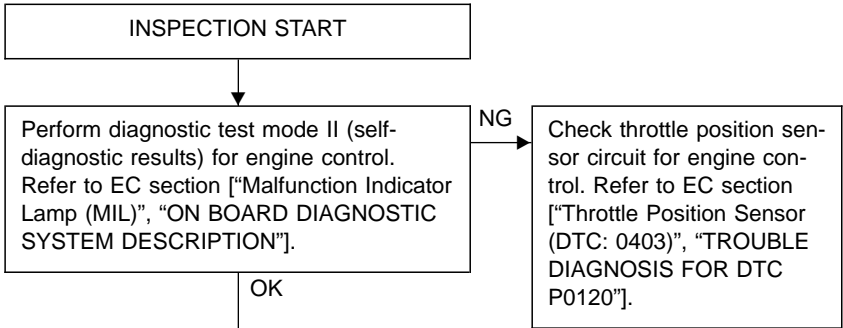 INSPECTION START
Perform diagnostic test mode II (self-
diagnostic results) for engine control.
Refer to EC section [“Malfunction Indicator
Lamp (MIL)”, “ON BOARD DIAGNOSTIC
SYSTEM DESCRIPTION”].
NG
Check throttle position sen-
sor circuit for engine con-
trol. Refer to EC section
[“Throttle Position Sensor
(DTC: 0403)”, “TROUBLE
DIAGNOSIS FOR DTC
P0120”].
OK